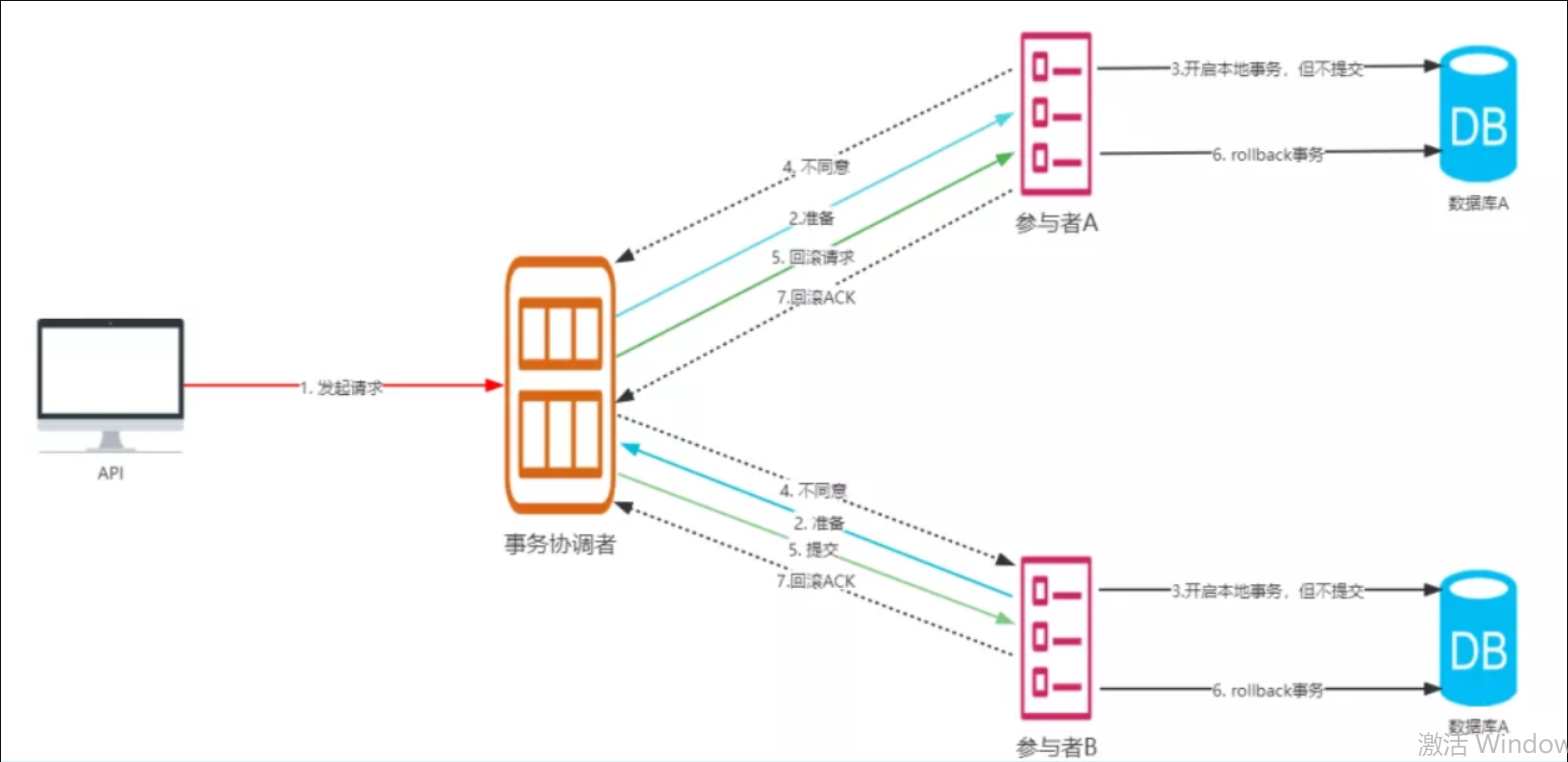 3.开启本地事务，但不提交
DB
4. 不同意
6. rollback事务
2.准备
数据库A
参与者A
5. 回滚请求
7.回滚ACK
1. 发起请求
API
4. 不同意
2. 准备
事务协调者
5. 提交
7.回滚ACK
3.开启本地事务，但不提交
DB
6. rollback事务
数据库A
参与者B
激活 Window